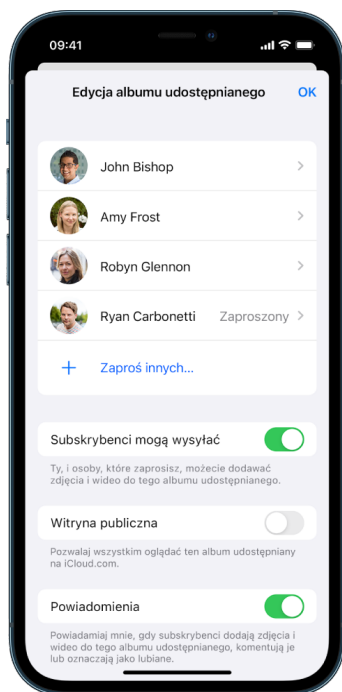 09:41
Edycja albumu udostępnianego OK
John Bishop
Amy Frost
Robyn Glennon
Ryan Carbonetti Zaproszony
Zaproś innych...
Subskrybenci mogą wysyłać
Ty, i osoby, które zaprosisz, możecie dodawać
zdjęcia i wideo do tego albumu udostępnianego.
Witryna publiczna
Pozwalaj wszystkim oglądać ten album udostępniany
na iCloud.com.
Powiadomienia
Powiadamiaj mnie, gdy subskrybenci dodają zdjęcia i
wideo do tego albumu udostępnianego, komentują je
lub oznaczają jako lubiane.